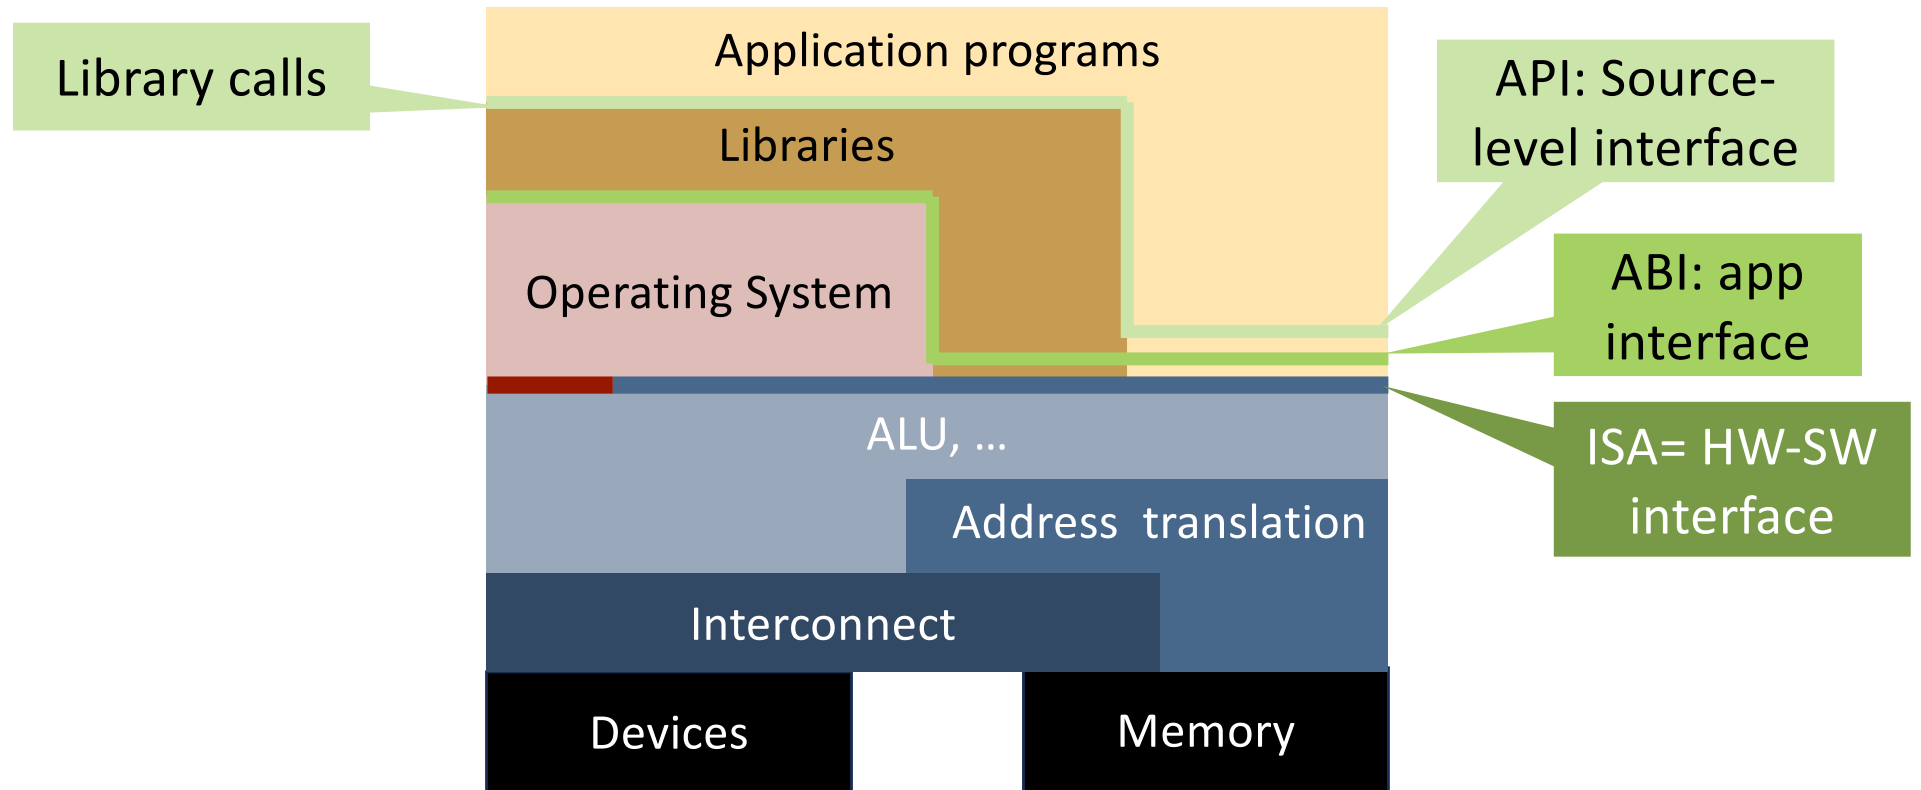 Library calls
Application programs
API: Source-
level interface
Libraries
Operating System
ABI: app
interface
ALU, …
ISA= HW-SW
interface
Address translation
Interconnect
Devices
Memory